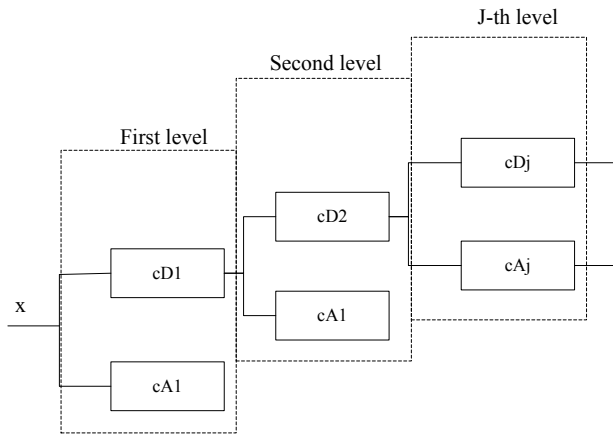 J-th level
Second level
First level
cDj
cD2
cAj
cD1
cA1
x
cA1